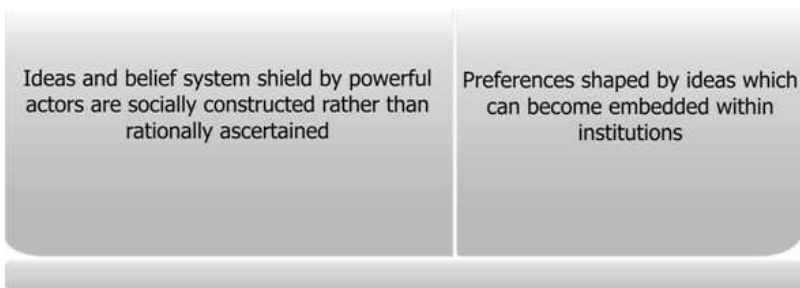 Ideas and belief system shield by powerful
actors are socially constructed rather than
rationally ascertained
Preferences shaped by ideas which
can become embedded within
institutions